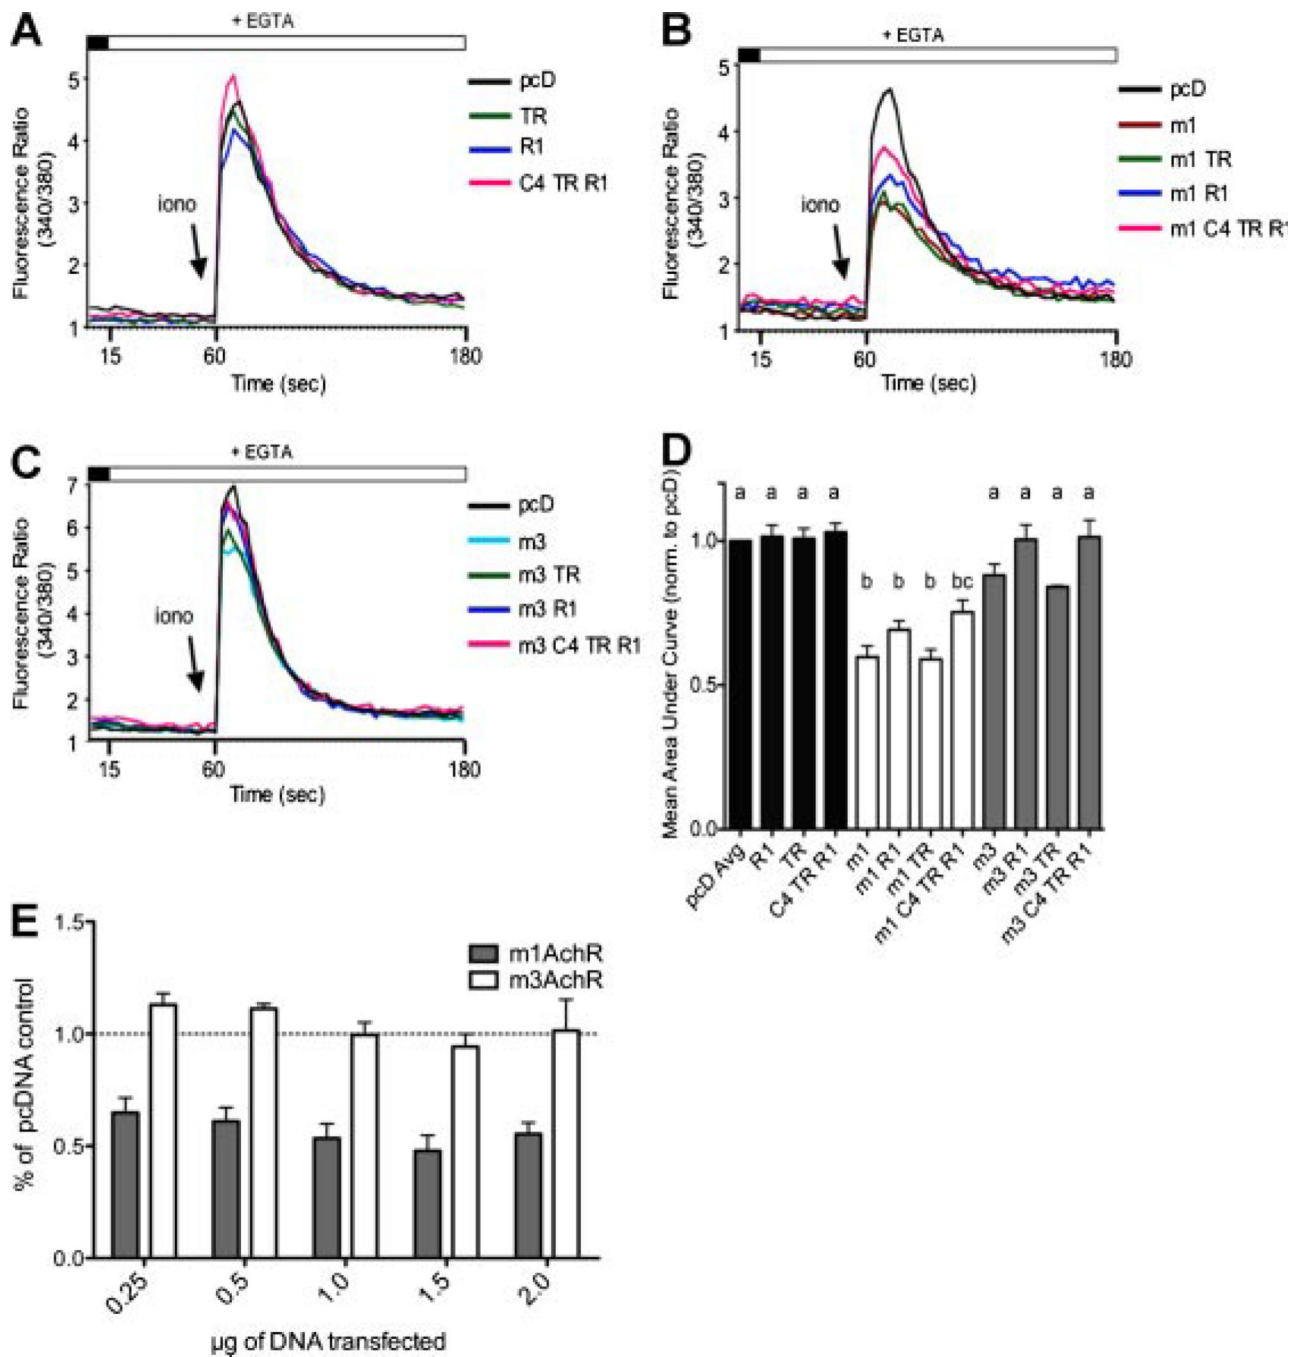 A
+ EGTA
5
4
3
2
1
Fluorescence Ratio
(340/380)
iono
15
60
180
Time (sec)
pcD
TR
R1
C4 TR R1
B
+ EGTA
5
4
3
2
1
Fluorescence Ratio
(340/380)
iono
15
60
180
Time (sec)
pcD
m1
m1 TR
m1 R1
m1 C4 TR R1
C
+ EGTA
7
6
5
4
3
2
1
Fluorescence Ratio
(340/380)
iono
15
60
180
Time (sec)
pcD
m3
m3 TR
m3 R1
m3 C4 TR R1
D
Mean Area Under Curve (norm. to pcD)
1.0
0.5
0.0
a a a a b b b bc a a a a
pcD Avg
R1
TR
C4 TR R1
m1
m1 R1
m1 TR
m1 C4 TR R1
m3
m3 R1
m3 TR
m3 C4 TR R1
E
% of pcDNA control
1.5
1.0
0.5
0.0
m1AchR
m3AchR
0.25
0.5
1.0
1.5
2.0
µg of DNA transfected